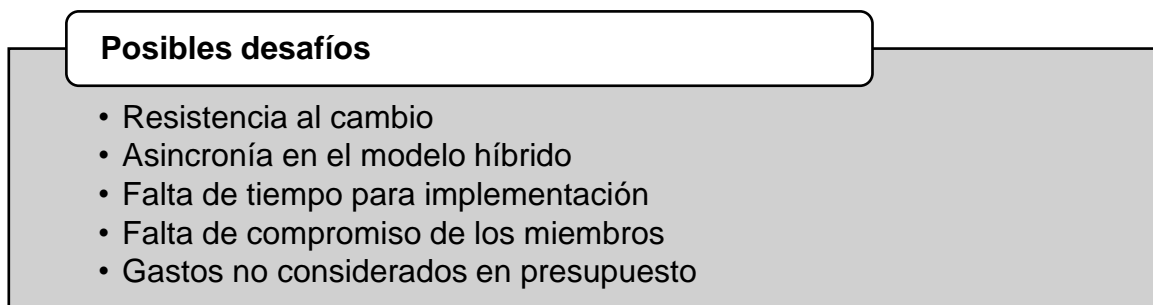 Posibles desafíos
• Resistencia al cambio
• Asincronía en el modelo híbrido
• Falta de tiempo para implementación
• Falta de compromiso de los miembros
• Gastos no considerados en presupuesto